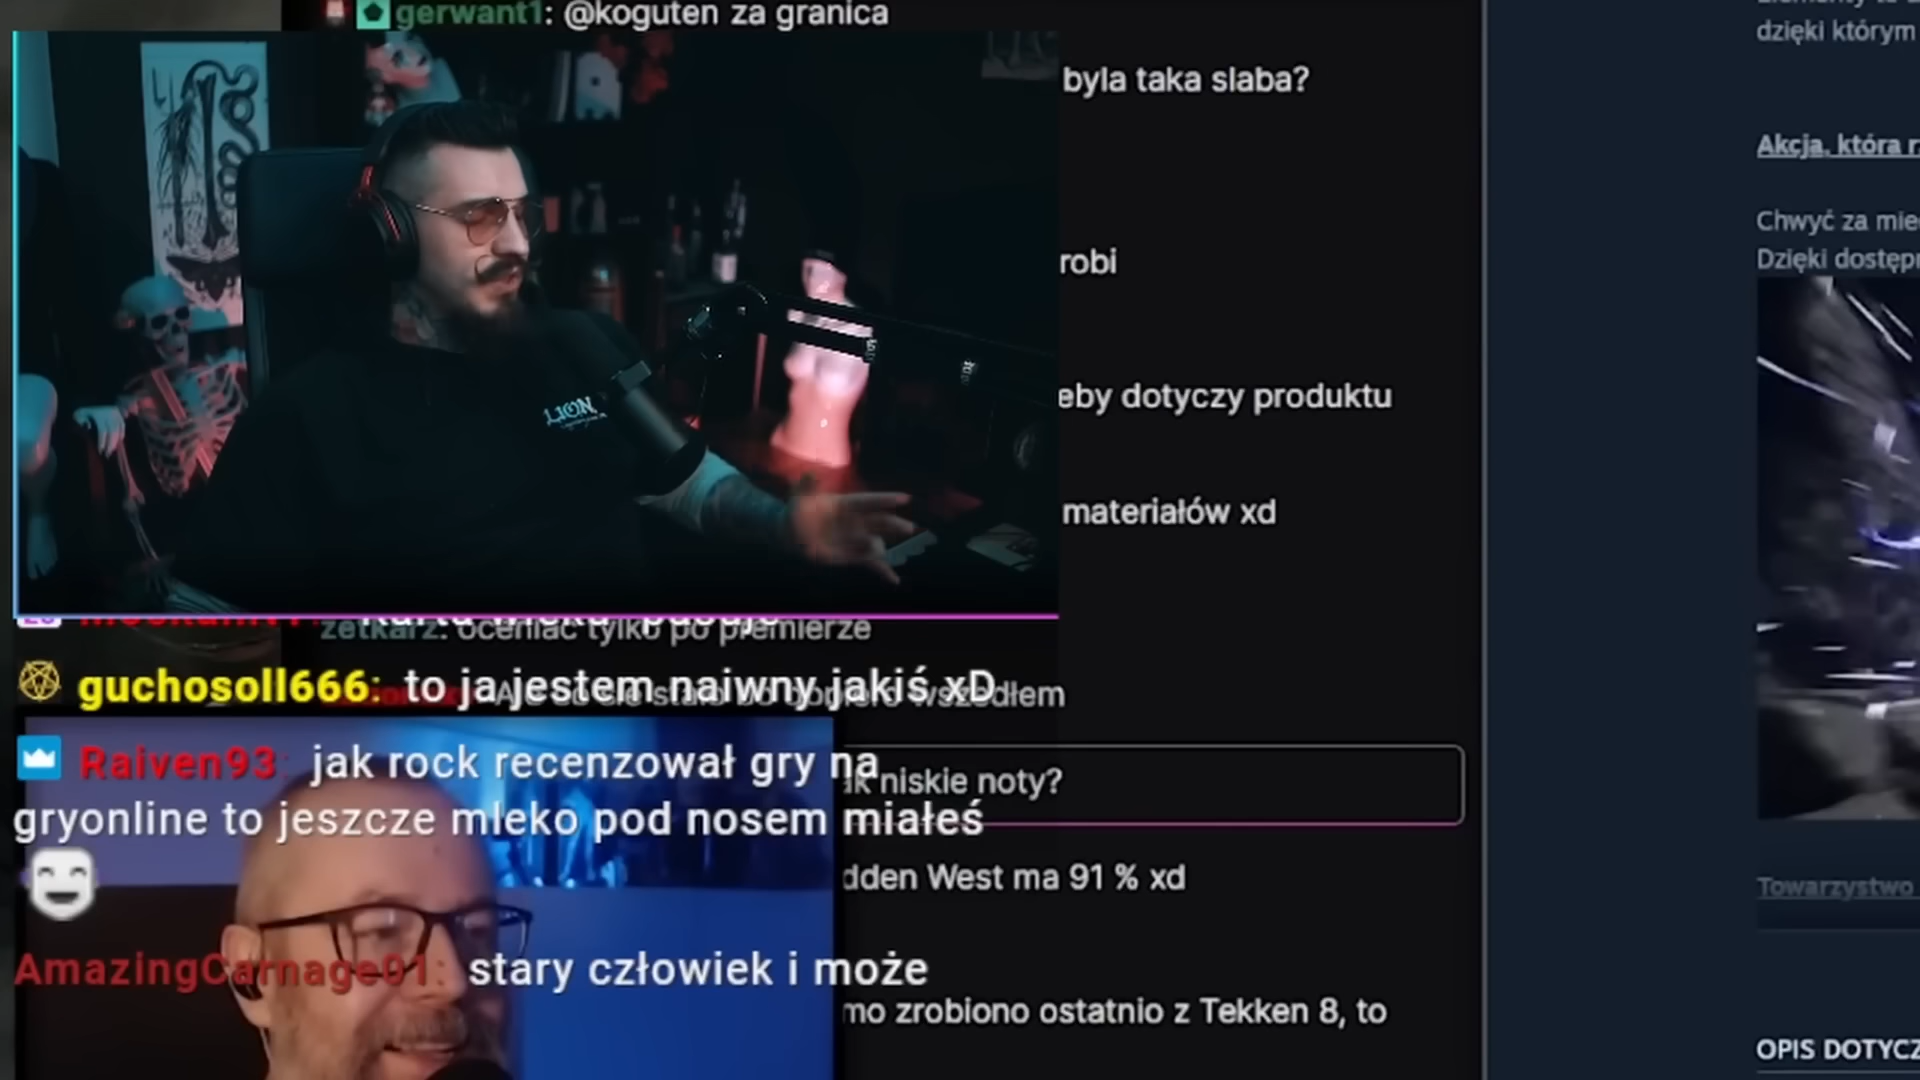 gerwant1: @koguten za granica
dzięki którym
byla taka slaba?
Akcja, która
Chwyć za
robi
Dzięki
eby dotyczy produktu
LION
materiałów xd
zetkarz: oceniac tylko po premierze
guchosoll666: to ja jestem naiwny jakiś xD
wszedłem
Raiven93: jak rock recenzował gry na
niskie noty?
gryonline to jeszcze mleko pod nosem miałeś
dden West ma 91 % xd
Towarzystwo
AmazingCarnage01: stary człowiek i może
mo zrobiono ostatnio z Tekken 8, to
OPIS DOTYCZ